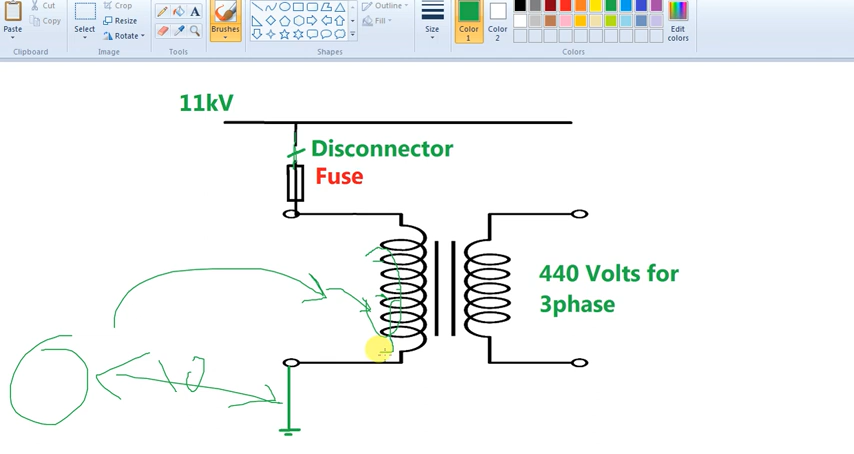 Paste
Cut
Copy
Clipboard
Select
Crop
Resize
Rotate
Image
A
Tools
Brushes
Shapes
Outline
Fill
Size
Color
1
Color
2
Edit
colors
Colors
11kV
Disconnector
Fuse
440 Volts for
3phase